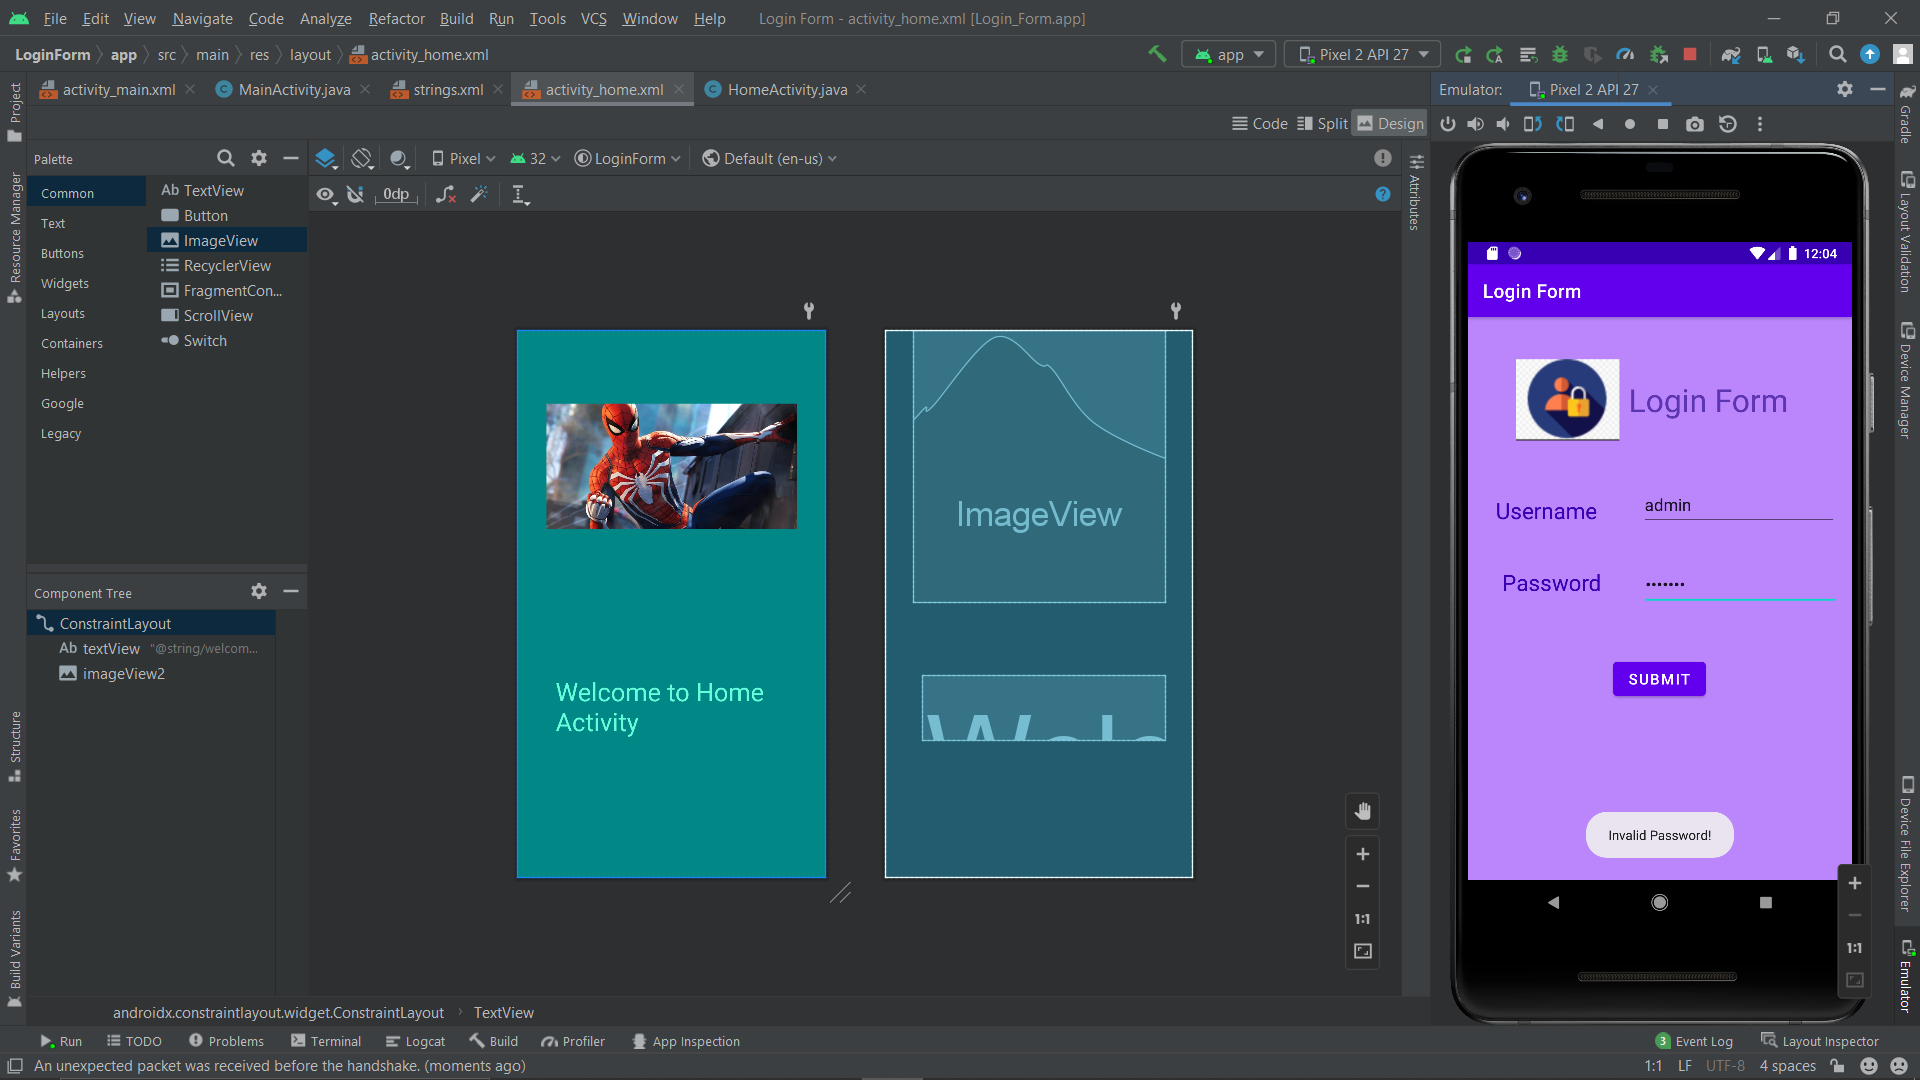 File Edit View Navigate Code Analyze Refactor Build Run Tools VCS Window Help Login Form - activity_home.xml [Login_Form.app]
LoginForm app src main res layout activity_home.xml app Pixel 2 API 27
activity_main.xml MainActivity.java strings.xml activity_home.xml HomeActivity.java
Emulator: Pixel 2 API 27
Code Split Design
Palette
Pixel 32 LoginForm Default (en-us)
0dp
Common
Text
Buttons
Widgets
Layouts
Containers
Helpers
Google
Legacy
Ab TextView
Button
ImageView
RecyclerView
FragmentCon...
ScrollView
Switch
Component Tree
ConstraintLayout
Ab textView "@string/welcom...
imageView2
Project
Resource Manager
Structure
Favorites
Build Variants
Welcome to Home
Activity
ImageView
1:1
Attributes
12:04
Login Form
Login Form
Username admin
Password •••••••
SUBMIT
Invalid Password!
1:1
Gradle
Layout Validation
Device Manager
Device File Explorer
Emulator
androidx.constraintlayout.widget.ConstraintLayout TextView
Run TODO Problems Terminal Logcat Build Profiler App Inspection 3 Event Log Layout Inspector
An unexpected packet was received before the handshake. (moments ago) 1:1 LF UTF-8 4 spaces